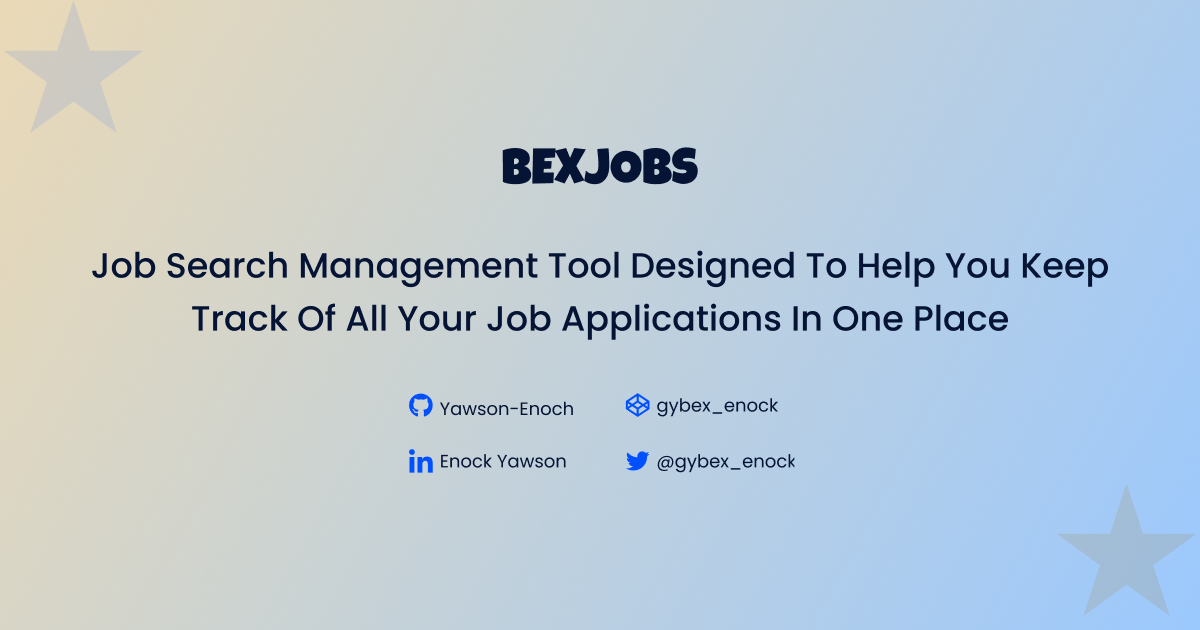 BEXJOBS
Job Search Management Tool Designed To Help You Keep
Track Of All Your Job Applications In One Place
Yawson-Enoch
gybex_enock
Enock Yawson
@gybex_enock